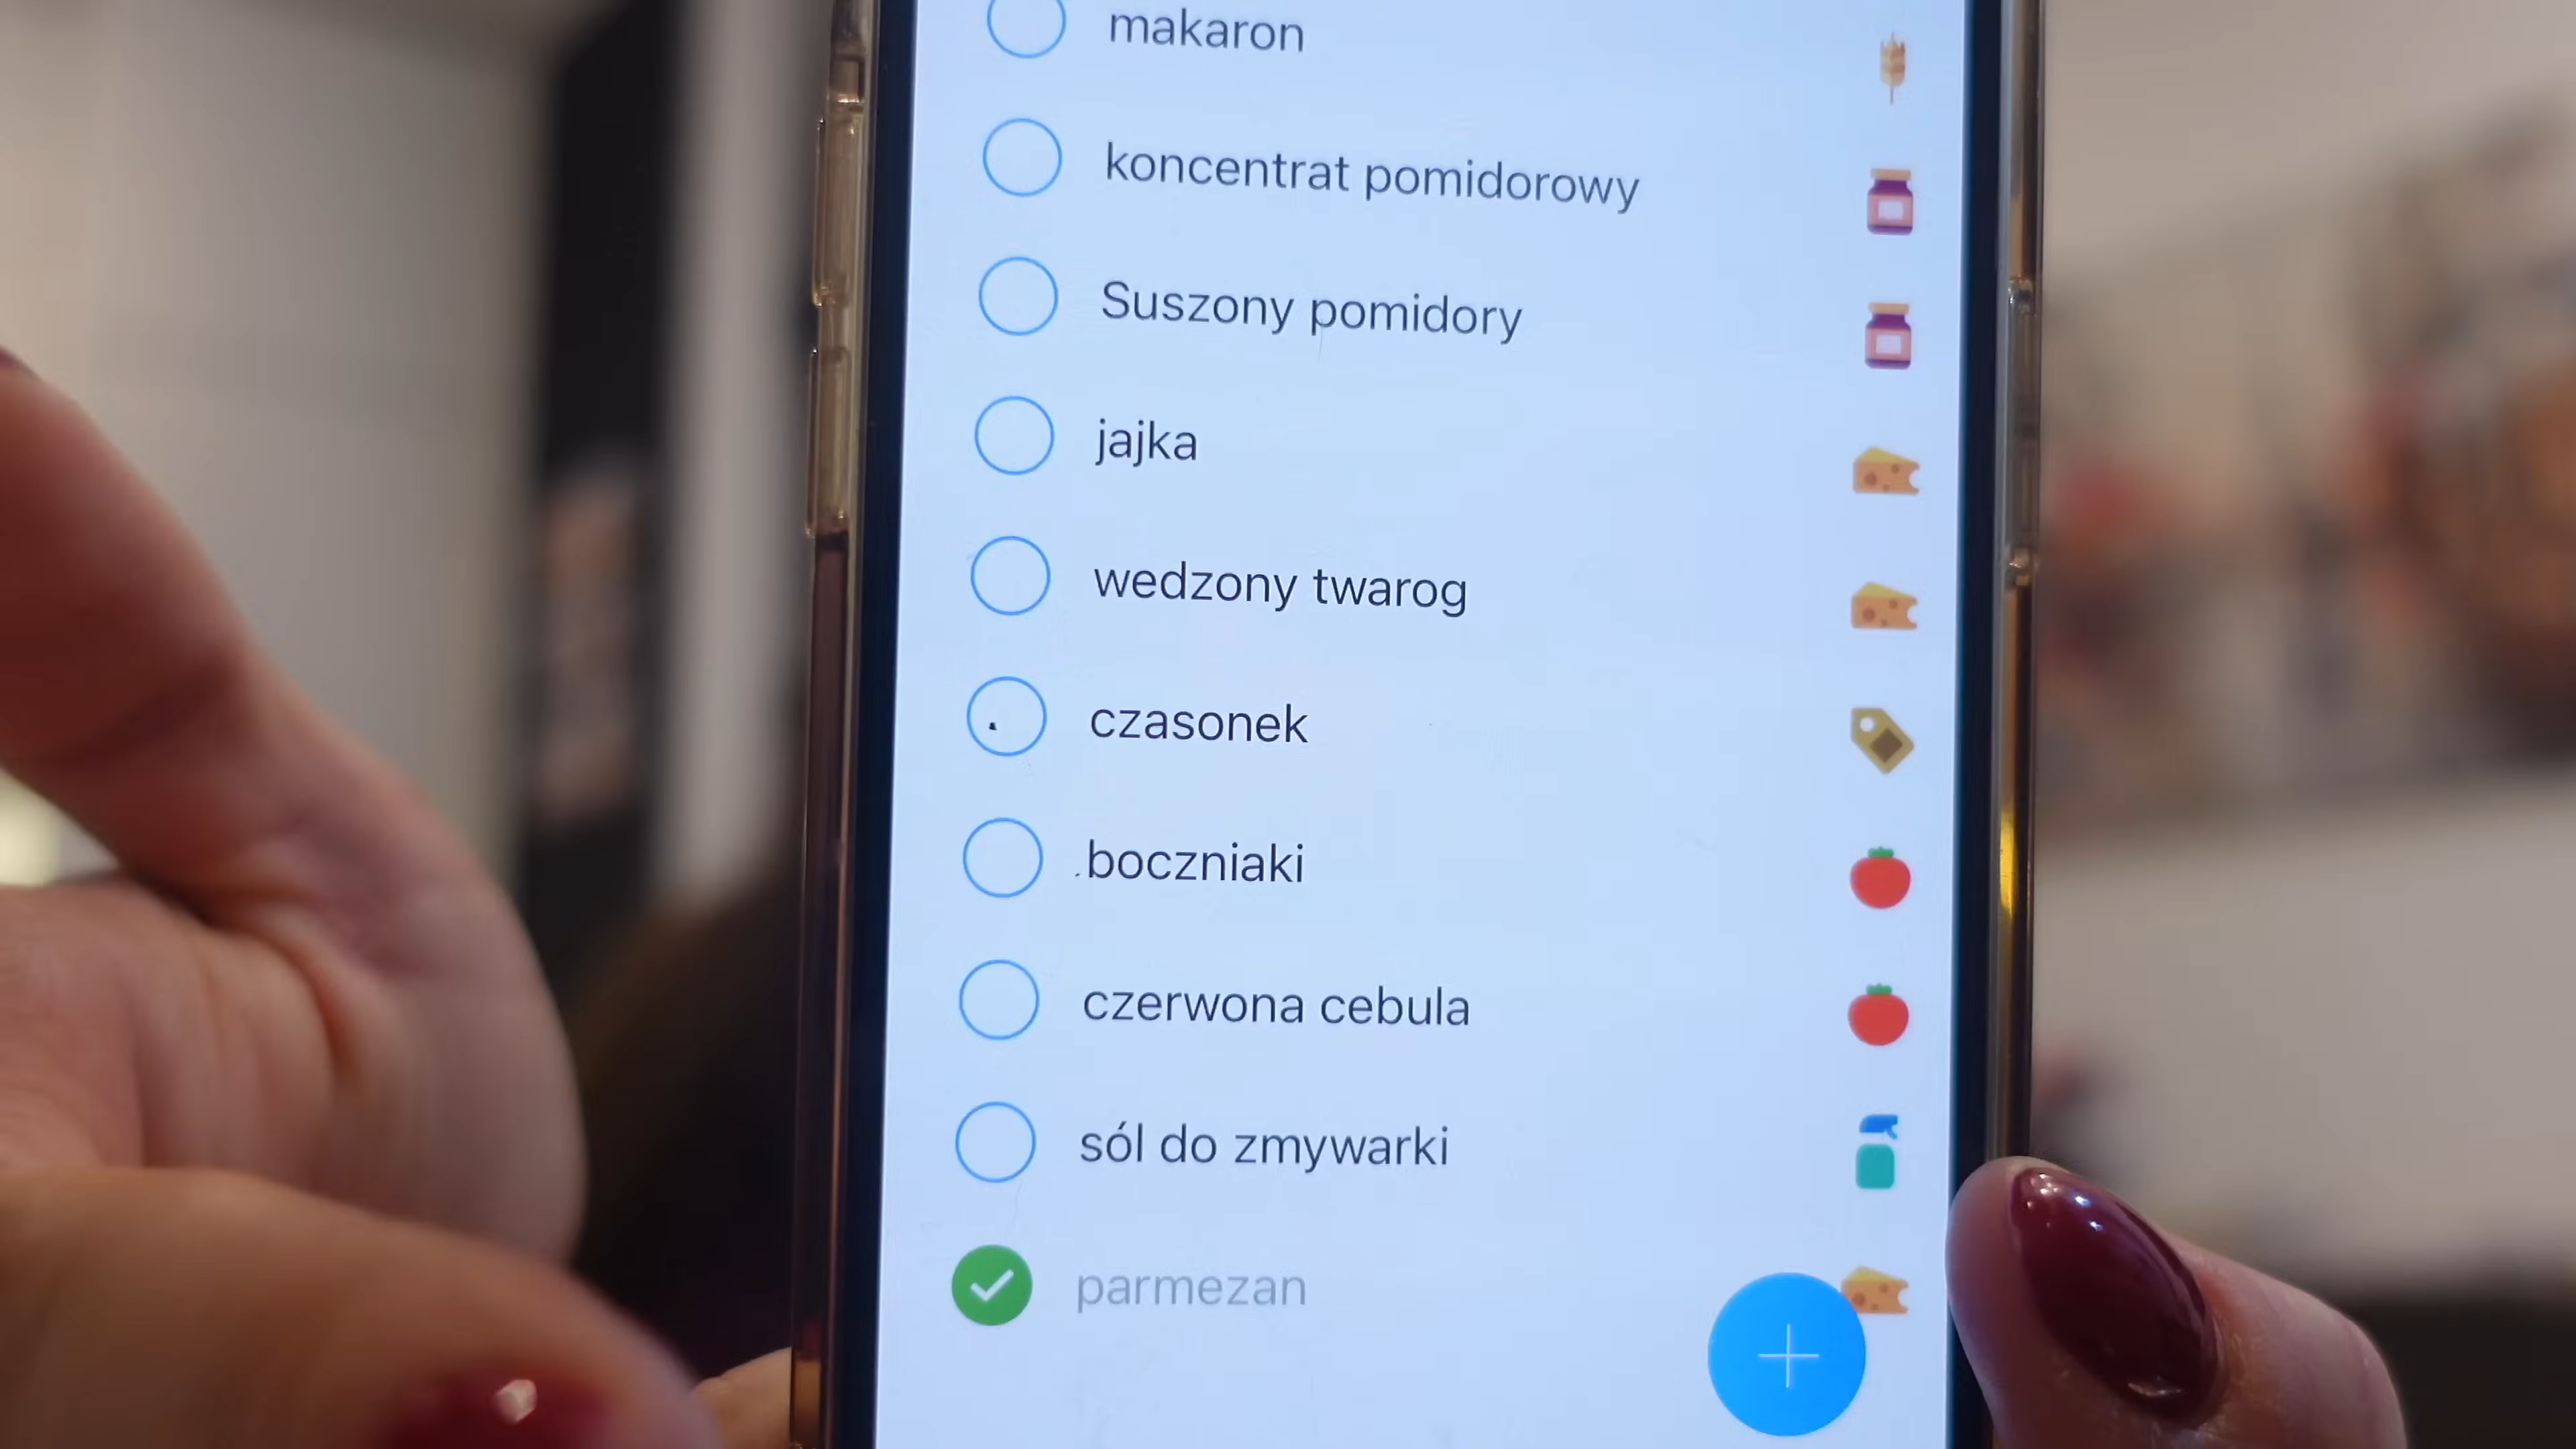 makaron
koncentrat pomidorowy
Suszony pomidory
jajka
wedzony twarog
czasonek
boczniaki
czerwona cebula
sól do zmywarki
parmezan